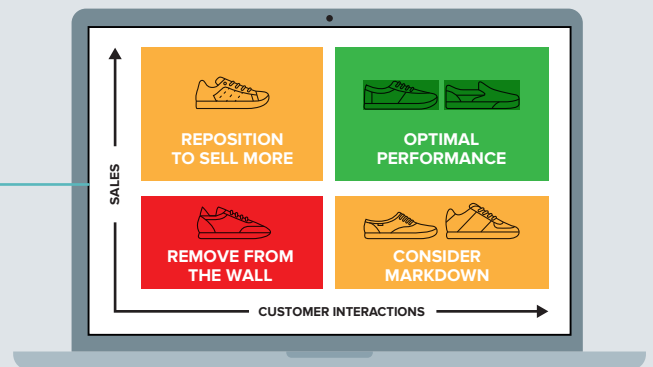 SALES
REPOSITION
TO SELL MORE
OPTIMAL
PERFORMANCE
REMOVE FROM
THE WALL
CONSIDER
MARKDOWN
CUSTOMER INTERACTIONS